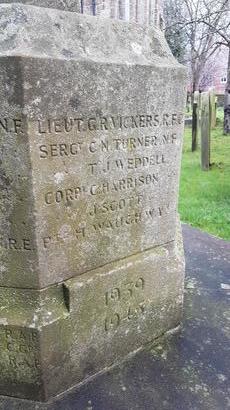 N.F. LIEUT. G.R. VICKERS. R.E.
SERGT. C.N. TURNER. N.F.
T.J. WEDDELL
CORPL. C. HARRISON
J. SCOTT
R.E. H. WAUGH. W.Y.
1939
1945